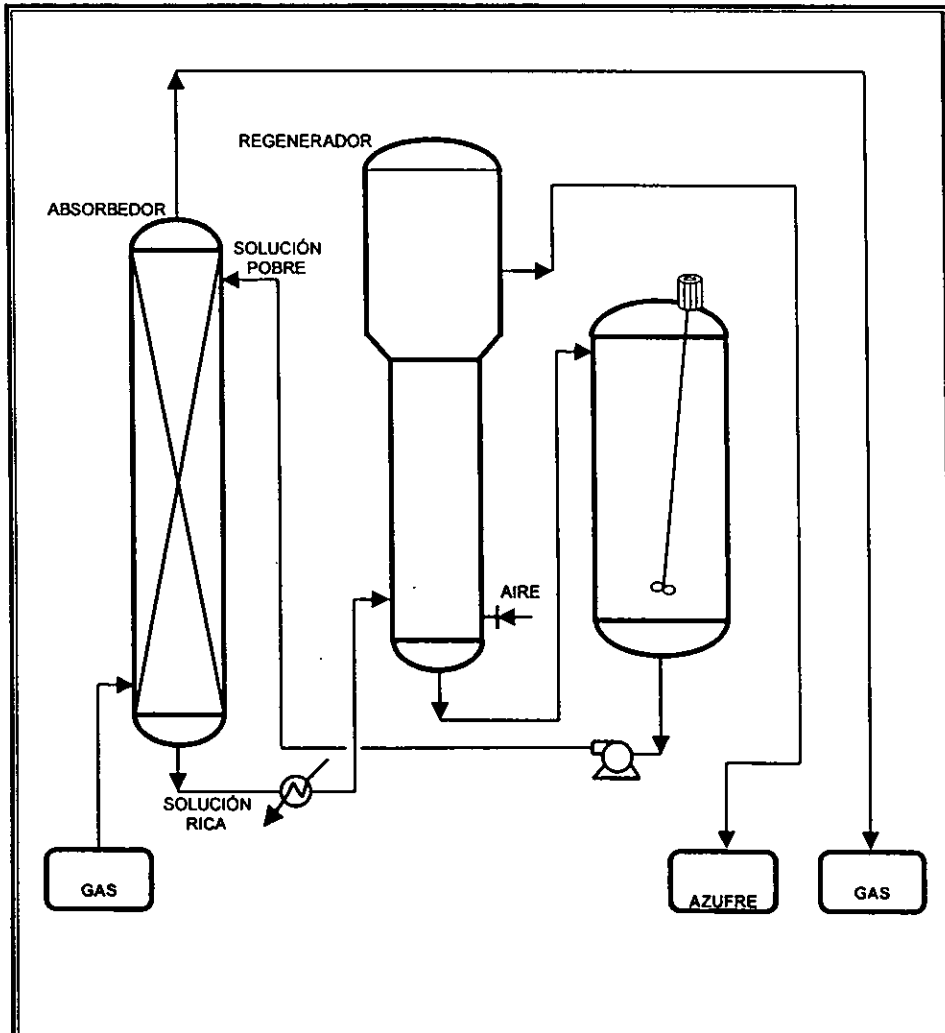 REGENERADOR
ABSORBEDOR
SOLUCIÓN
POBRE
AIRE
SOLUCIÓN
RICA
GAS
AZUFRE
GAS